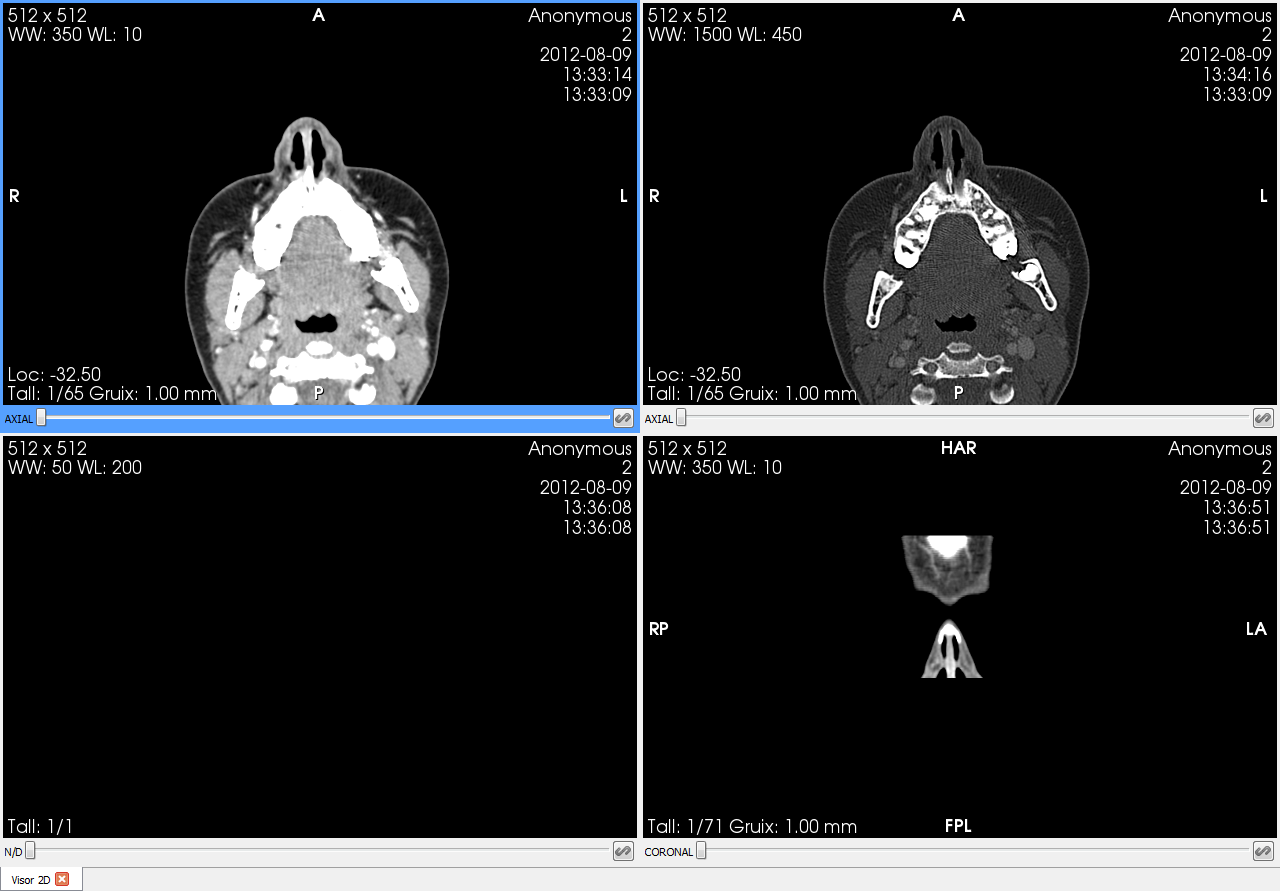 512 x 512
WW: 350 WL: 10
A
Anonymous
2
2012-08-09
13:33:14
13:33:09
R
L
Loc: -32.50
Tall: 1/65 Gruix: 1.00 mm
P
AXIAL
512 x 512
WW: 1500 WL: 450
A
Anonymous
2
2012-08-09
13:34:16
13:33:09
R
L
Loc: -32.50
Tall: 1/65 Gruix: 1.00 mm
P
AXIAL
512 x 512
WW: 50 WL: 200
Anonymous
2
2012-08-09
13:36:08
13:36:08
Tall: 1/1
N/D
512 x 512
WW: 350 WL: 10
HAR
Anonymous
2
2012-08-09
13:36:51
13:36:51
RP
LA
Tall: 1/71 Gruix: 1.00 mm
FPL
CORONAL
Visor 2D